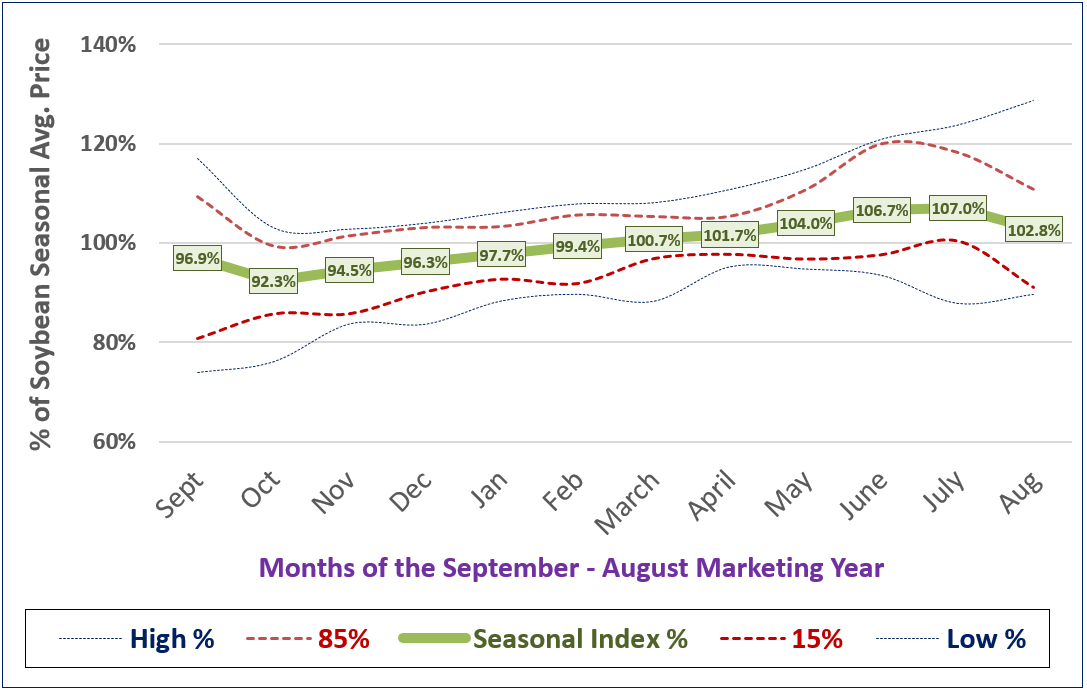 % of Soybean Seasonal Avg. Price
140%
120%
100%
80%
60%
96.9%
92.3%
94.5%
96.3%
97.7%
99.4%
100.7%
101.7%
104.0%
106.7%
107.0%
102.8%
Sept
Oct
Nov
Dec
Jan
Feb
March
April
May
June
July
Aug
Months of the September - August Marketing Year
High %
85%
Seasonal Index %
15%
Low %